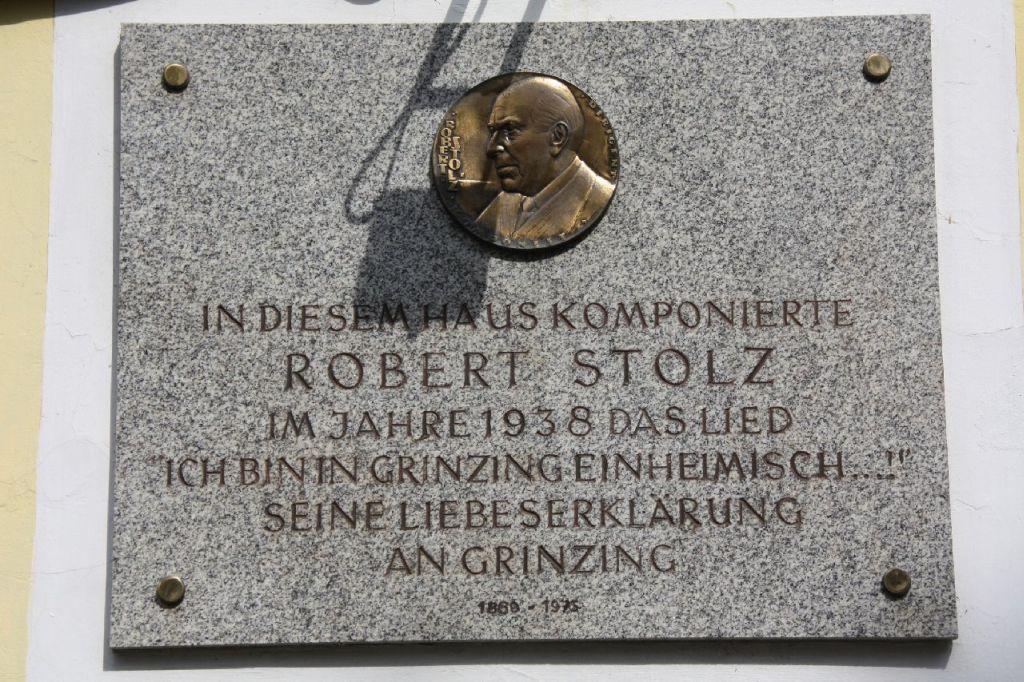 ROBERT
STOLZ
IN DIESEM HAUS KOMPONIERTE
ROBERT STOLZ
IM JAHRE 1938 DAS LIED
"ICH BIN IN GRINZING EINHEIMISCH...!"
SEINE LIEBESERKLÄRUNG
AN GRINZING
1880 - 1975